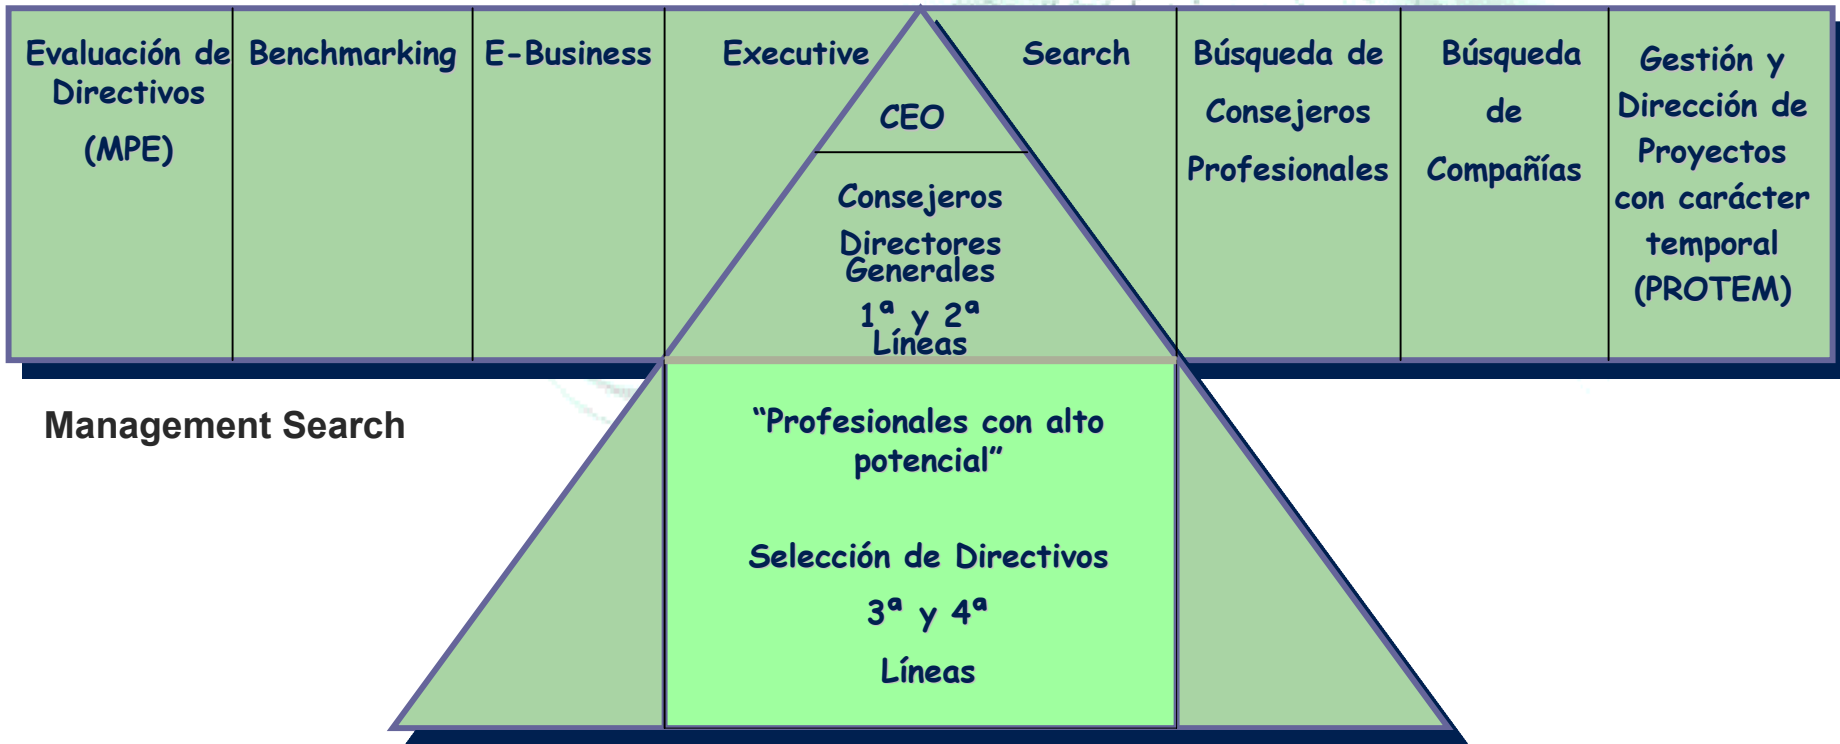 Evaluación de
Directivos
(MPE)
Benchmarking
E-Business
Executive
Search
CEO
Consejeros
Directores
Generales
1ª y 2ª
Líneas
Búsqueda de
Consejeros
Profesionales
Búsqueda
de
Compañías
Gestión y
Dirección de
Proyectos
con carácter
temporal
(PROTEM)
Management Search
“Profesionales con alto
potencial”
Selección de Directivos
3ª y 4ª
Líneas